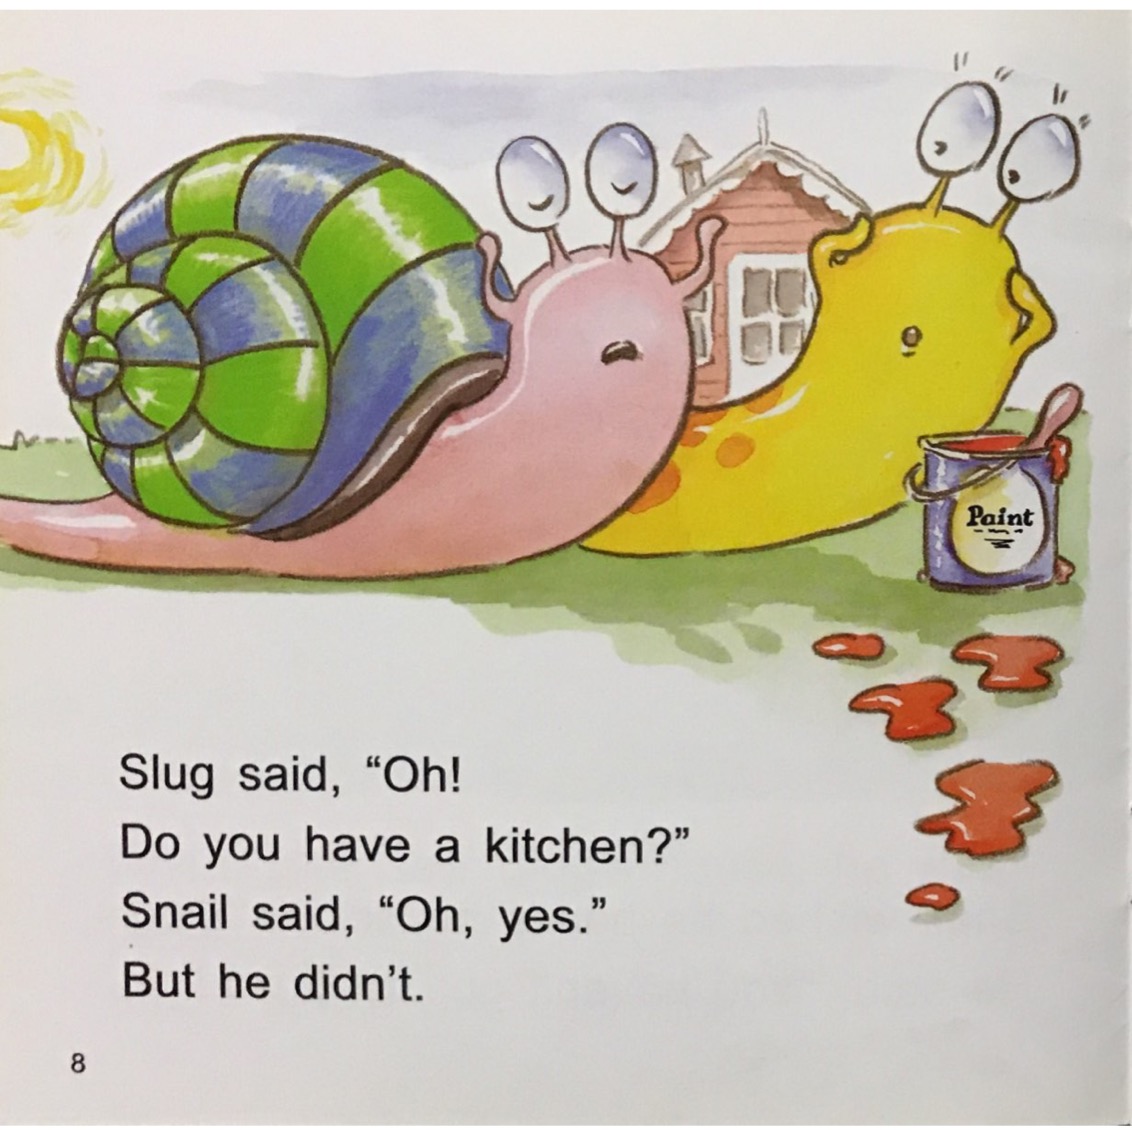 Paint
Slug said, “Oh!
Do you have a kitchen?”
Snail said, “Oh, yes.”
But he didn’t.
8